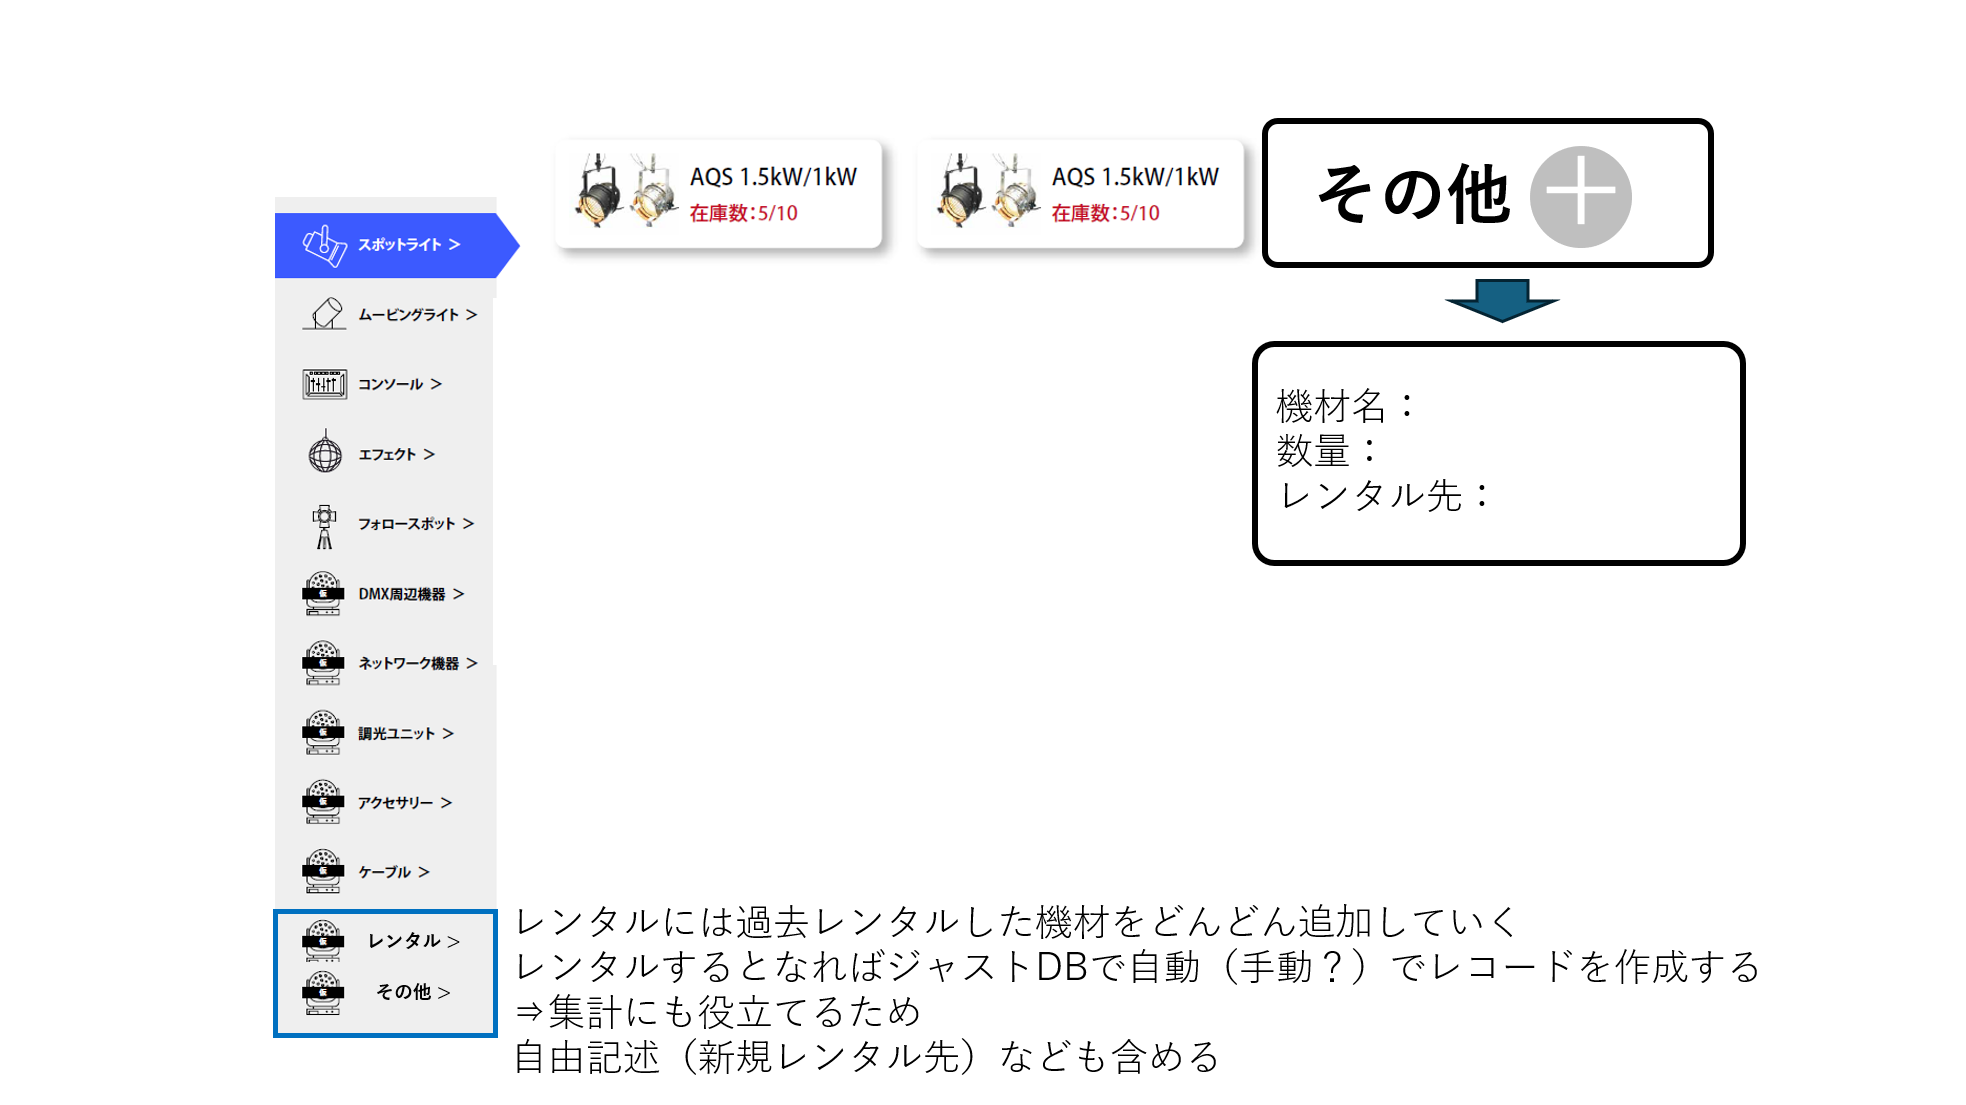 AQS 1.5kW/1kW
在庫数：5/10
AQS 1.5kW/1kW
在庫数：5/10
その他
スポットライト ＞
ムービングライト ＞
コンソール ＞
エフェクト ＞
フォロースポット ＞
仮
DMX周辺機器 ＞
仮
ネットワーク機器 ＞
仮
調光ユニット ＞
仮
アクセサリー ＞
仮
ケーブル ＞
仮
レンタル ＞
仮
その他 ＞
機材名：
数量：
レンタル先：
レンタルには過去レンタルした機材をどんどん追加していく
レンタルするとなればジャストDBで自動（手動？）でレコードを作成する
⇒集計にも役立てるため
自由記述（新規レンタル先）なども含める